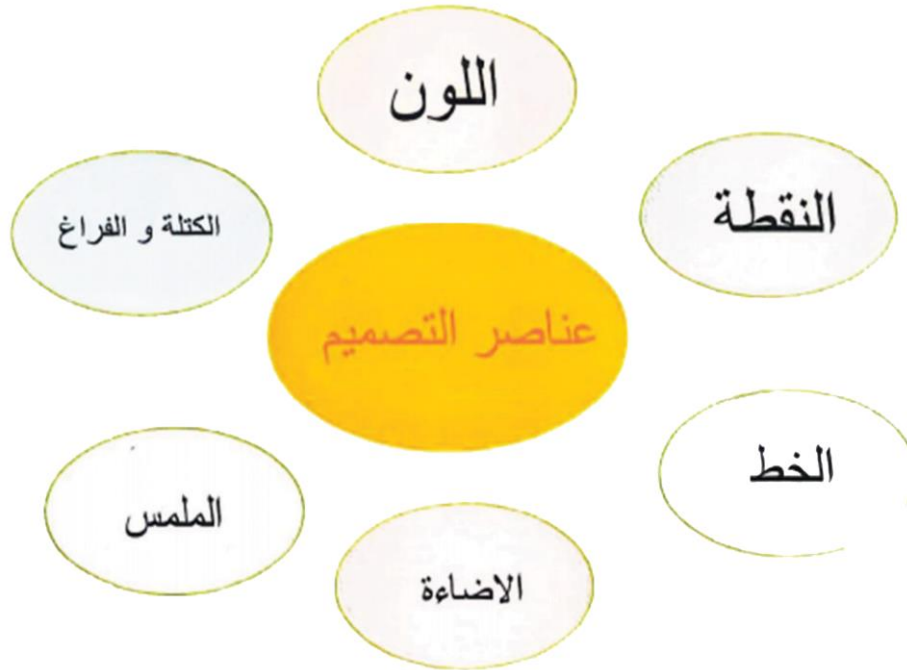 اللون
النقطة
الكتلة و الفراغ
عناصر التصميم
الخط
الملمس
الاضاءة